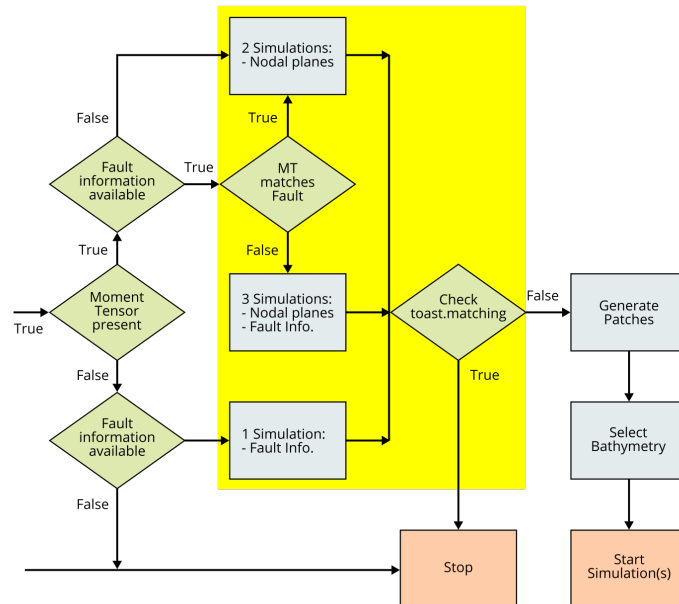 2 Simulations:
- Nodal planes
False
True
Fault
information
available
True
MT
matches
Fault
True
False
Moment
Tensor
present
True
3 Simulations:
- Nodal planes
- Fault Info.
Check
toast.matching
False
Generate
Patches
False
True
Fault
information
available
1 Simulation:
- Fault Info.
Select
Bathymetry
False
Stop
Start
Simulation(s)